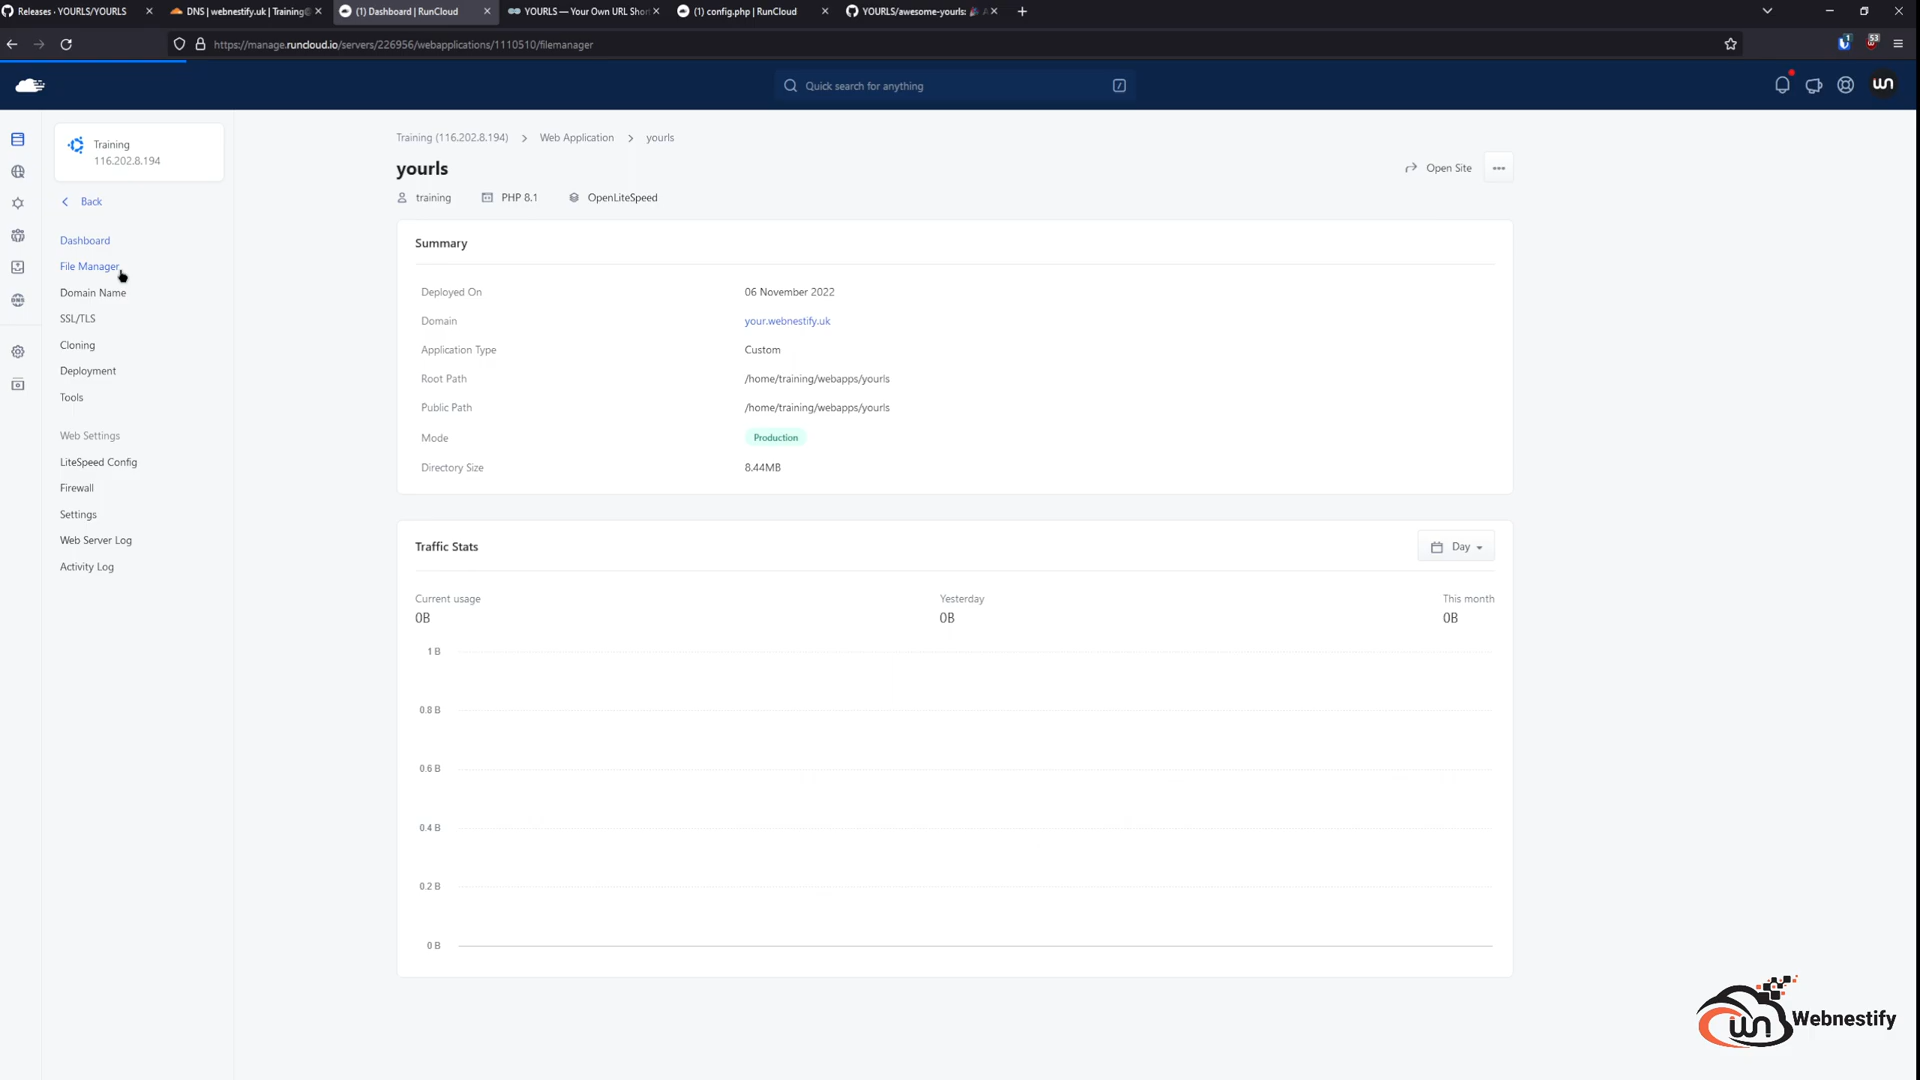 Releases · YOURLS/YOURLS
DNS | webnestify.uk | Training@
(1) Dashboard | RunCloud
YOURLS — Your Own URL Shor
(1) config.php | RunCloud
YOURLS/awesome-yourls: 🎉 A
https://manage.runcloud.io/servers/226956/webapplications/1110510/filemanager
1
53
Quick search for anything
/
wn
Training
116.202.8.194
Back
Dashboard
File Manager
Domain Name
SSL/TLS
Cloning
Deployment
Tools
Web Settings
LiteSpeed Config
Firewall
Settings
Web Server Log
Activity Log
DNS
Training (116.202.8.194) > Web Application > yourls
yourls
Open Site
training PHP 8.1 OpenLiteSpeed
Summary
Deployed On 06 November 2022
Domain your.webnestify.uk
Application Type Custom
Root Path /home/training/webapps/yourls
Public Path /home/training/webapps/yourls
Mode Production
Directory Size 8.44MB
Traffic Stats
Day
Current usage Yesterday This month
0B 0B 0B
1 B
0.8 B
0.6 B
0.4 B
0.2 B
0 B
wn Webnestify